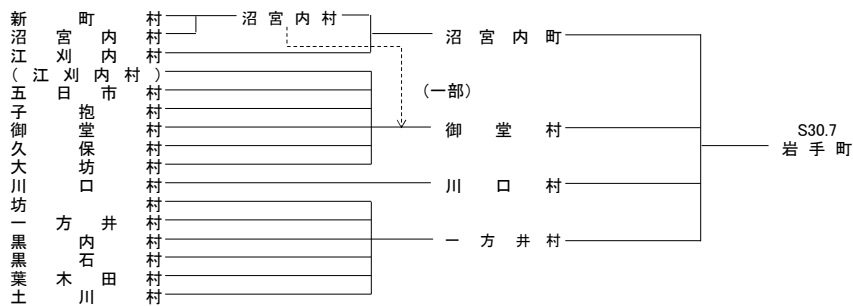 新町村
沼宮内村
沼宮内村
江刈内村
(江刈内村)
五日市村
子抱村
御堂村
久保村
大坊村
川口村
坊村
一方井村
黒内村
黒石村
葉木田村
土川村
沼宮内町
(一部)
御堂村
川口村
一方井村
S30.7
岩手町